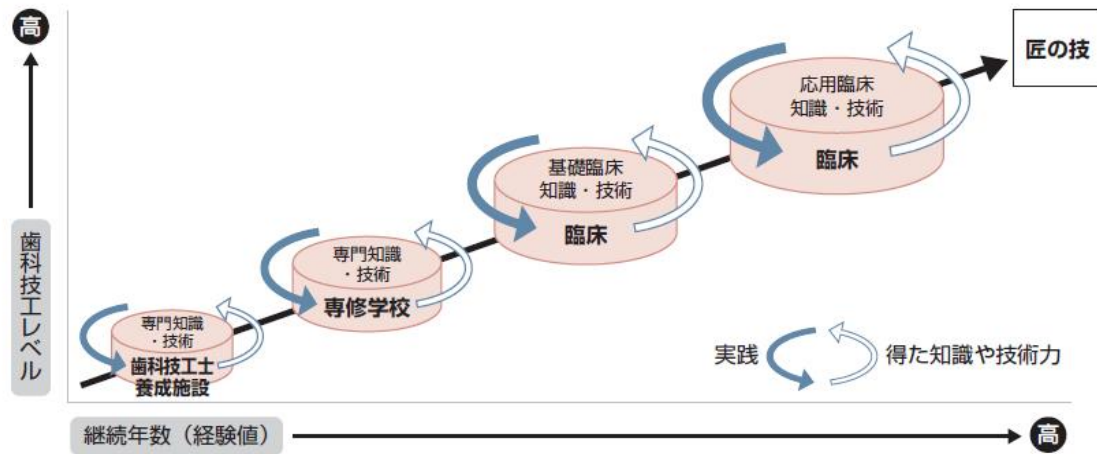 高
匠の技
応用臨床
知識・技術
臨床
基礎臨床
知識・技術
臨床
専門知識
・技術
専修学校
専門知識
・技術
歯科技工士
養成施設
歯科技工レベル
実践
得た知識や技術力
継続年数（経験値）
高